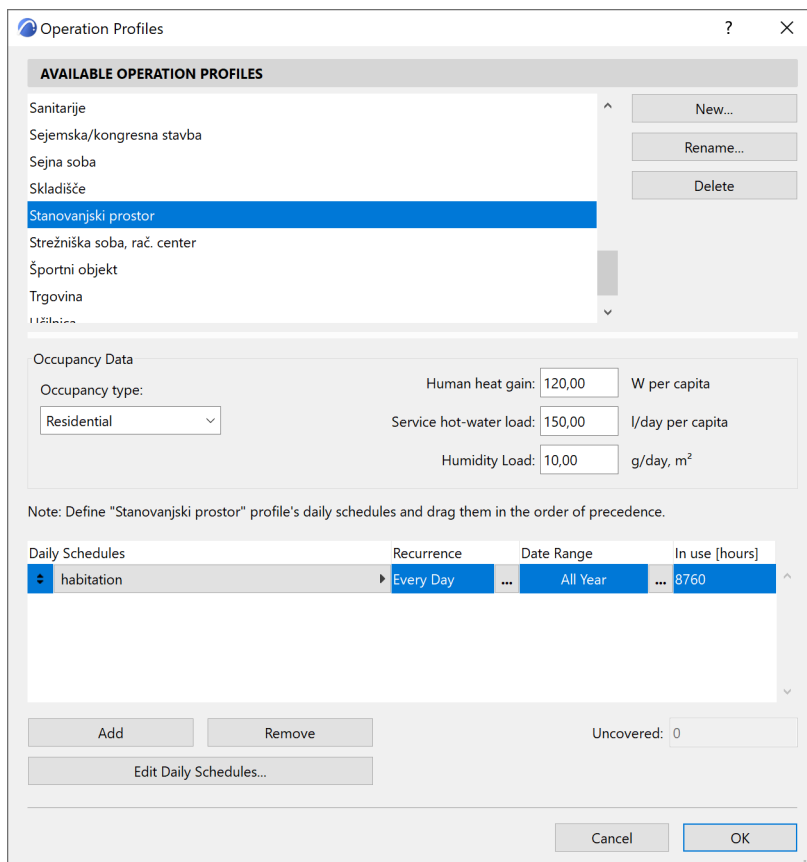 Operation Profiles
?
AVAILABLE OPERATION PROFILES
Sanitarije
New...
Sejemska/kongresna stavba
Rename...
Sejna soba
Skladišče
Delete
Stanovanjski prostor
Strežniška soba, rač. center
Športni objekt
Trgovina
Učilnica
Occupancy Data
Occupancy type:
Human heat gain: 120,00 W per capita
Residential
Service hot-water load: 150,00 l/day per capita
Humidity Load: 10,00 g/day, m²
Note: Define "Stanovanjski prostor" profile's daily schedules and drag them in the order of precedence.
Daily Schedules Recurrence Date Range In use [hours]
habitation Every Day ... All Year ... 8760
Add Remove Uncovered: 0
Edit Daily Schedules...
Cancel OK